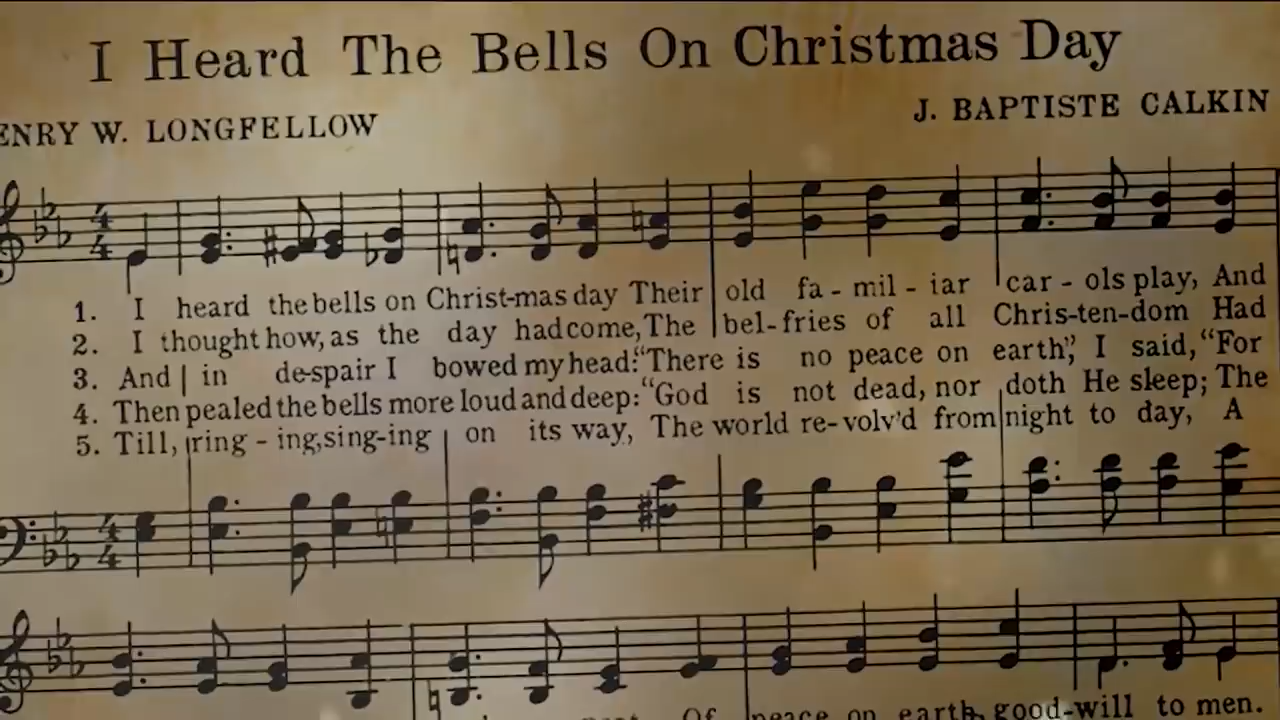 I Heard The Bells On Christmas Day
ENRY W. LONGFELLOW
J. BAPTISTE CALKIN
1. I heard the bells on Christ-mas day Their old fa - mil - iar car - ols play, And
2. I thought how, as the day had come, The bel-fries of all Chris-ten-dom Had
3. And in de-spair I bowed my head: “There is no peace on earth,” I said, “For
4. Then pealed the bells more loud and deep: “God is not dead, nor doth He sleep; The
5. Till, ring - ing, sing-ing on its way, The world re-volv'd from night to day, A
Of peace on earth, good-will to men.